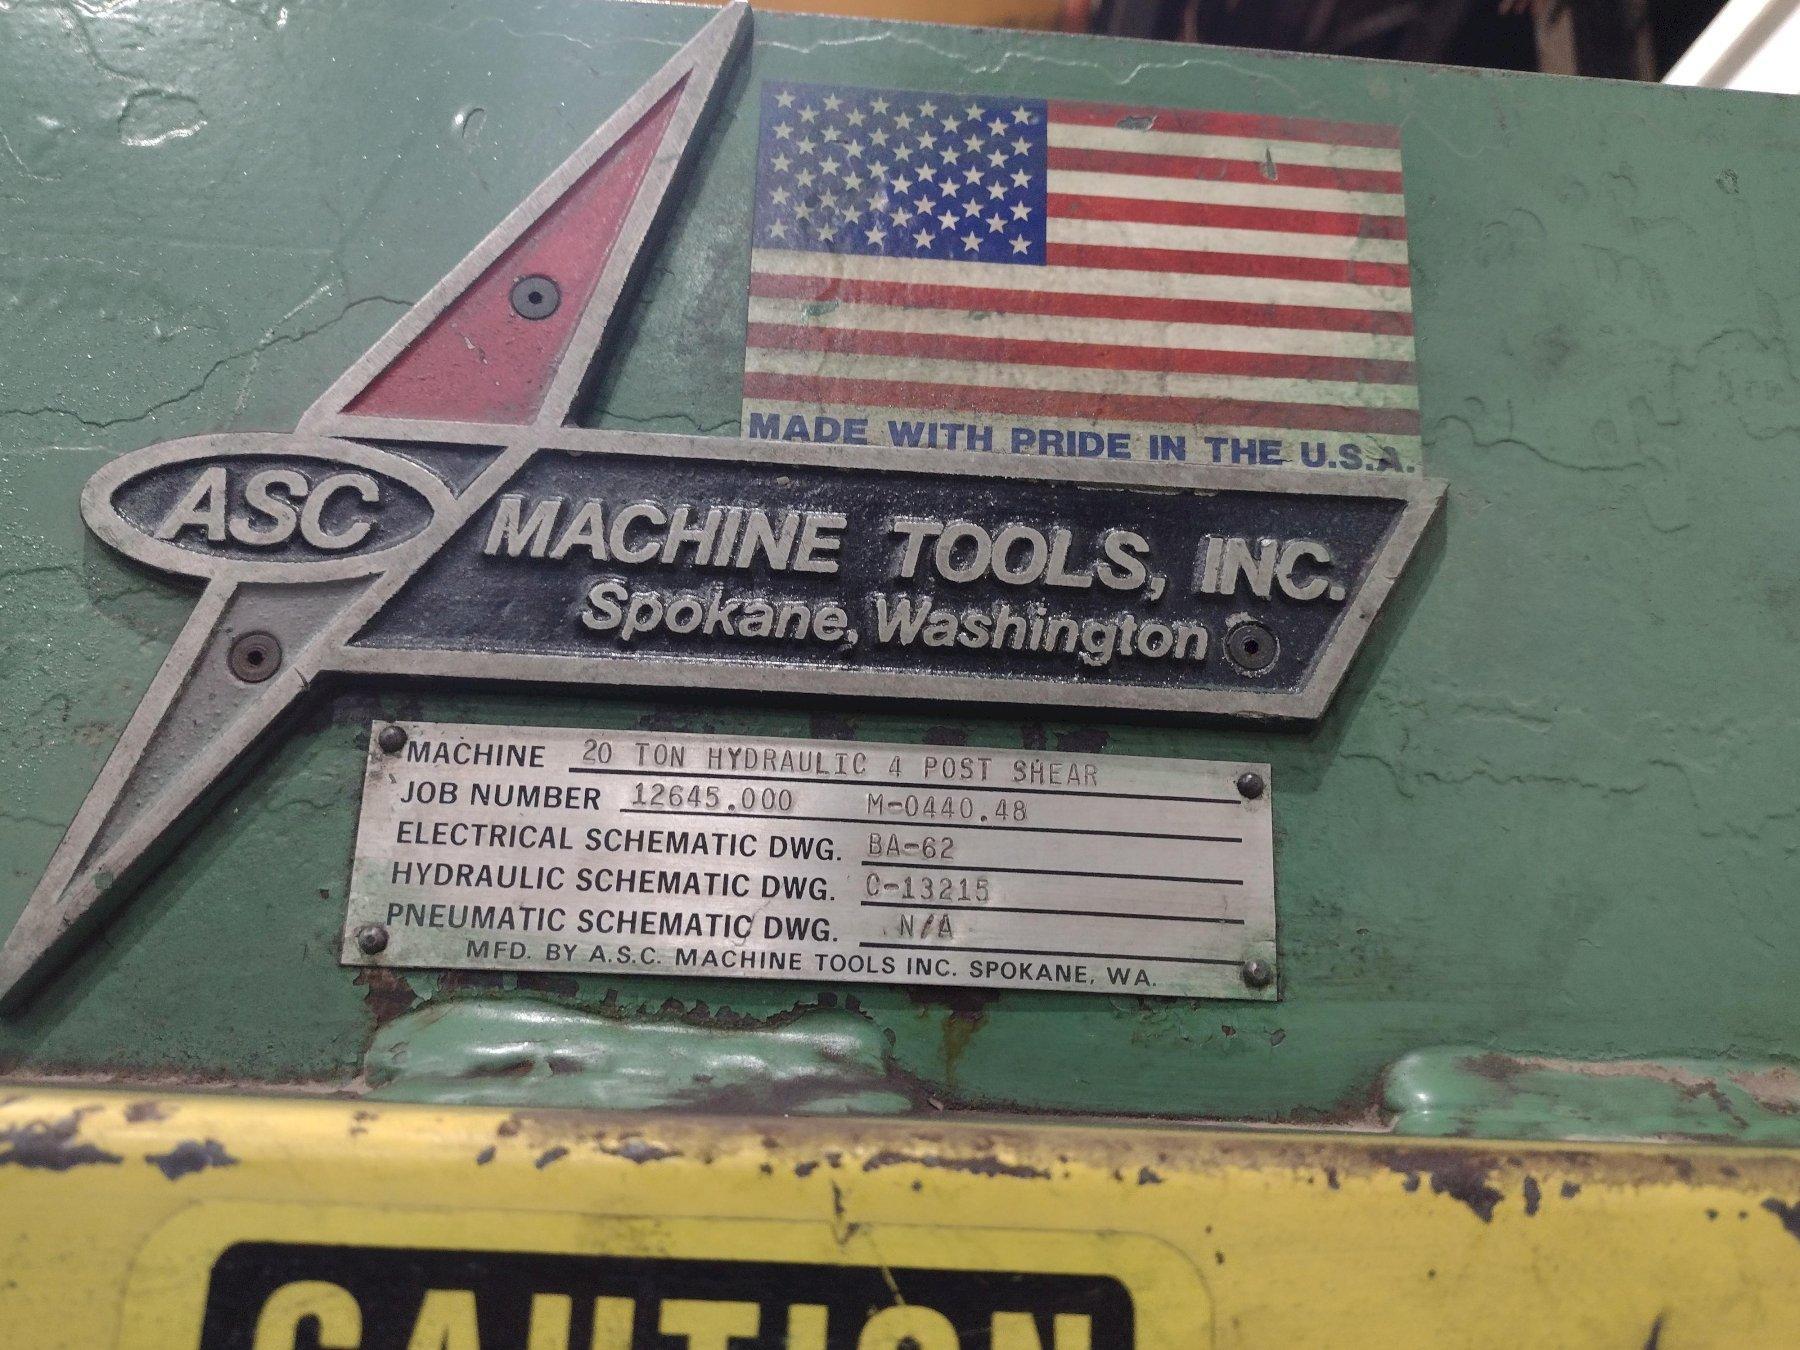 MADE WITH PRIDE IN THE U.S.A.
ASC MACHINE TOOLS, INC.
Spokane, Washington
MACHINE 20 TON HYDRAULIC 4 POST SHEAR
JOB NUMBER 12645.000 M-0440.48
ELECTRICAL SCHEMATIC DWG. BA-62
HYDRAULIC SCHEMATIC DWG. C-13215
PNEUMATIC SCHEMATIC DWG. N/A
MFD. BY A.S.C. MACHINE TOOLS INC. SPOKANE, WA.
CAUTION